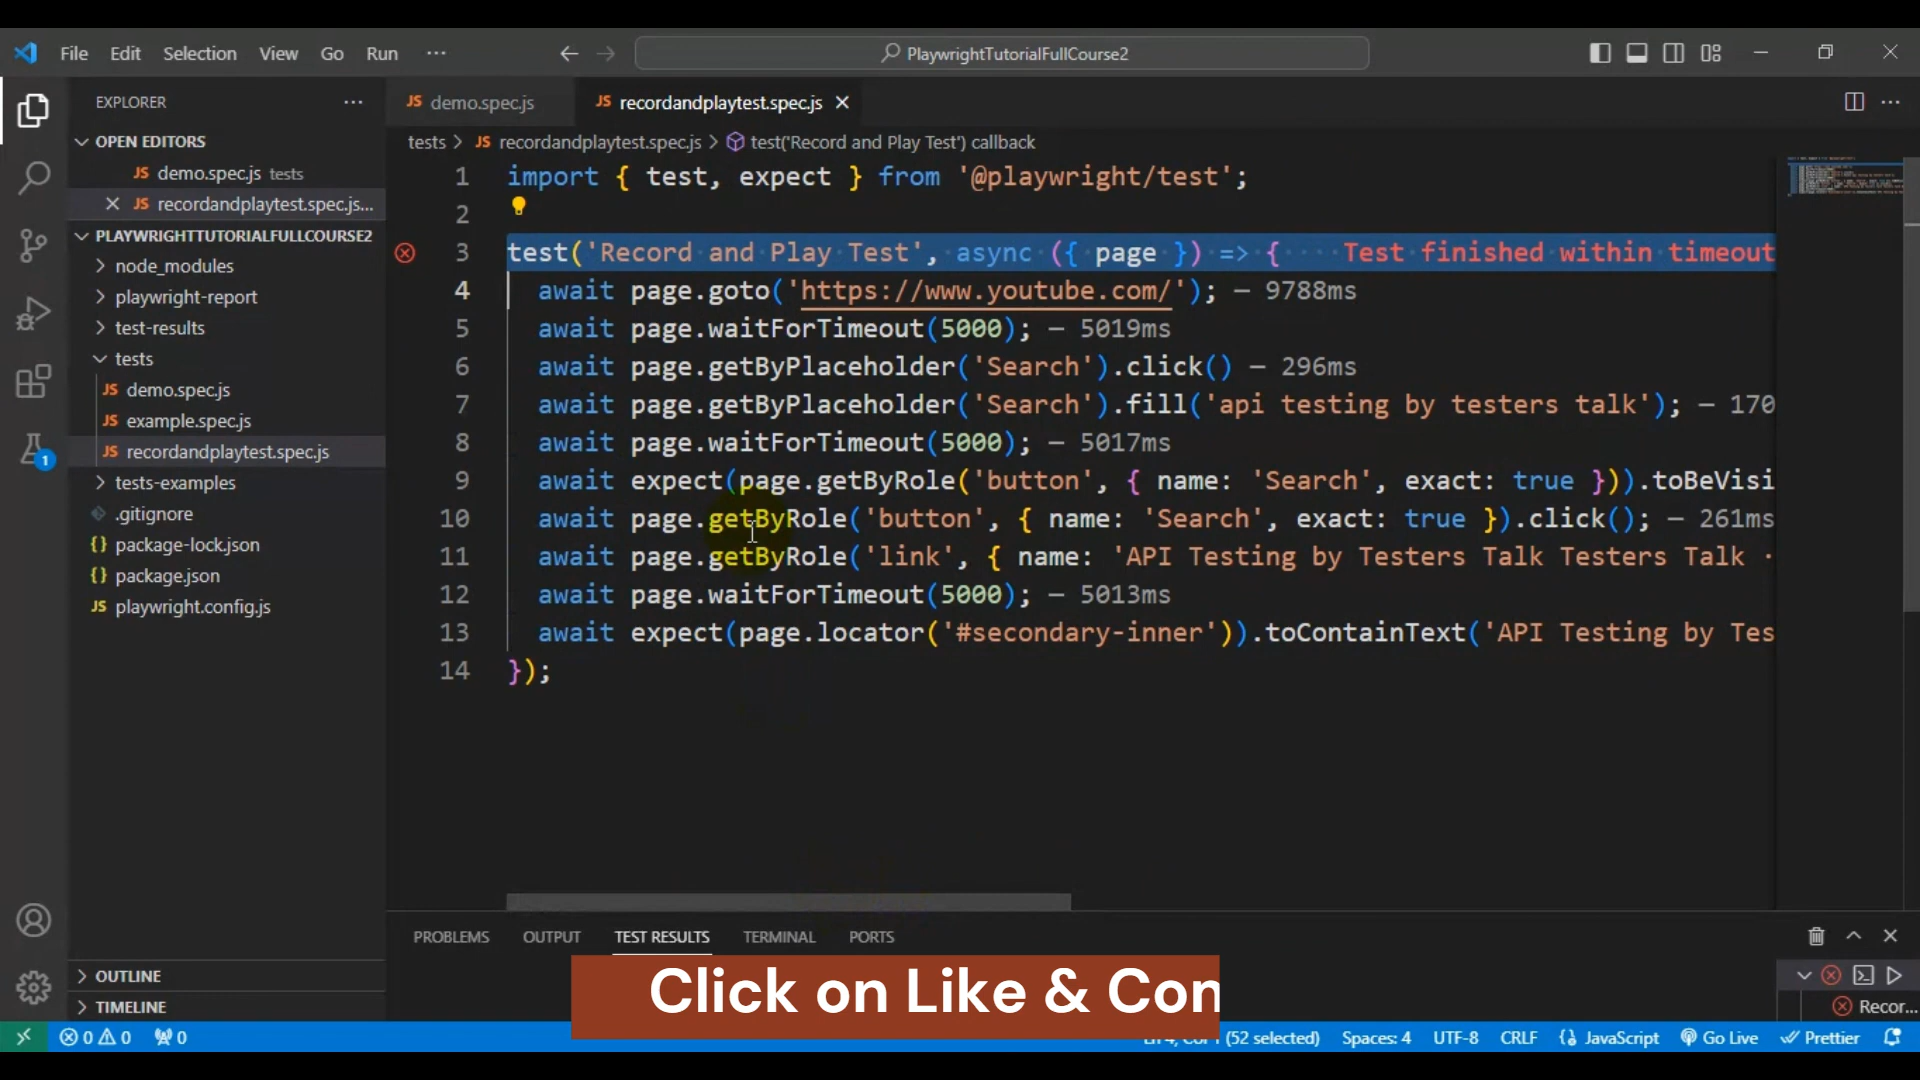 File Edit Selection View Go Run ···
PlaywrightTutorialFullCourse2
EXPLORER ···
OPEN EDITORS
JS demo.spec.js tests
JS recordandplaytest.spec.js...
PLAYWRIGHTTUTORIALFULLCOURSE2
node_modules
playwright-report
test-results
tests
JS demo.spec.js
JS example.spec.js
JS recordandplaytest.spec.js
tests-examples
.gitignore
{} package-lock.json
{} package.json
JS playwright.config.js
1
OUTLINE
TIMELINE
JS demo.spec.js
JS recordandplaytest.spec.js
tests > JS recordandplaytest.spec.js > test('Record and Play Test') callback
1 import { test, expect } from '@playwright/test';
2
3 test('Record and Play Test', async ({ page }) => { Test finished within timeout
4 await page.goto('https://www.youtube.com/'); — 9788ms
5 await page.waitForTimeout(5000); — 5019ms
6 await page.getByPlaceholder('Search').click() — 296ms
7 await page.getByPlaceholder('Search').fill('api testing by testers talk'); — 170
8 await page.waitForTimeout(5000); — 5017ms
9 await expect(page.getByRole('button', { name: 'Search', exact: true })).toBeVisi
10 await page.getByRole('button', { name: 'Search', exact: true }).click(); — 261ms
11 await page.getByRole('link', { name: 'API Testing by Testers Talk Testers Talk ·
12 await page.waitForTimeout(5000); — 5013ms
13 await expect(page.locator('#secondary-inner')).toContainText('API Testing by Tes
14 });
PROBLEMS OUTPUT TEST RESULTS TERMINAL PORTS
Recor...
Click on Like & Con
0 0 0
(52 selected) Spaces: 4 UTF-8 CRLF {} JavaScript Go Live Prettier